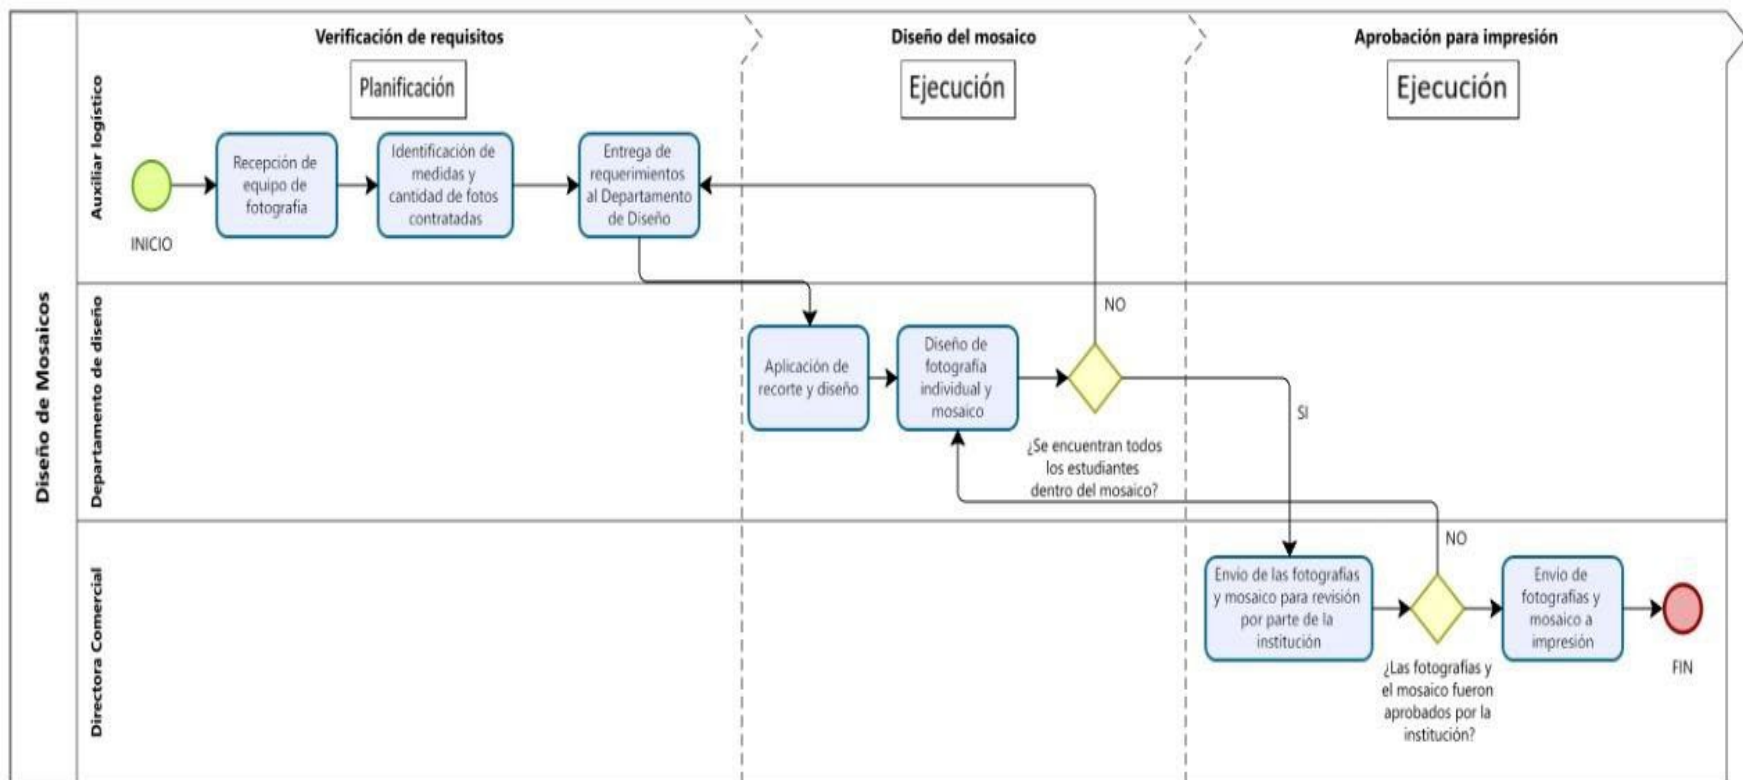 Verificación de requisitos
Diseño del mosaico
Aprobación para impresión
Planificación
Ejecución
Ejecución
Diseño de Mosaicos
Auxiliar logístico
INICIO
Recepción de
equipo de
fotografía
Identificación de
medidas y
cantidad de fotos
contratadas
Entrega de
requerimientos
al Departamento
de Diseño
Departamento de diseño
Aplicación de
recorte y diseño
Diseño de
fotografía
individual y
mosaico
NO
SI
¿Se encuentran todos
los estudiantes
dentro del mosaico?
Directora Comercial
Envío de las fotografías
y mosaico para revisión
por parte de la
institución
NO
¿Las fotografías y
el mosaico fueron
aprobados por la
institución?
Envío de
fotografías y
mosaico a
impresión
FIN